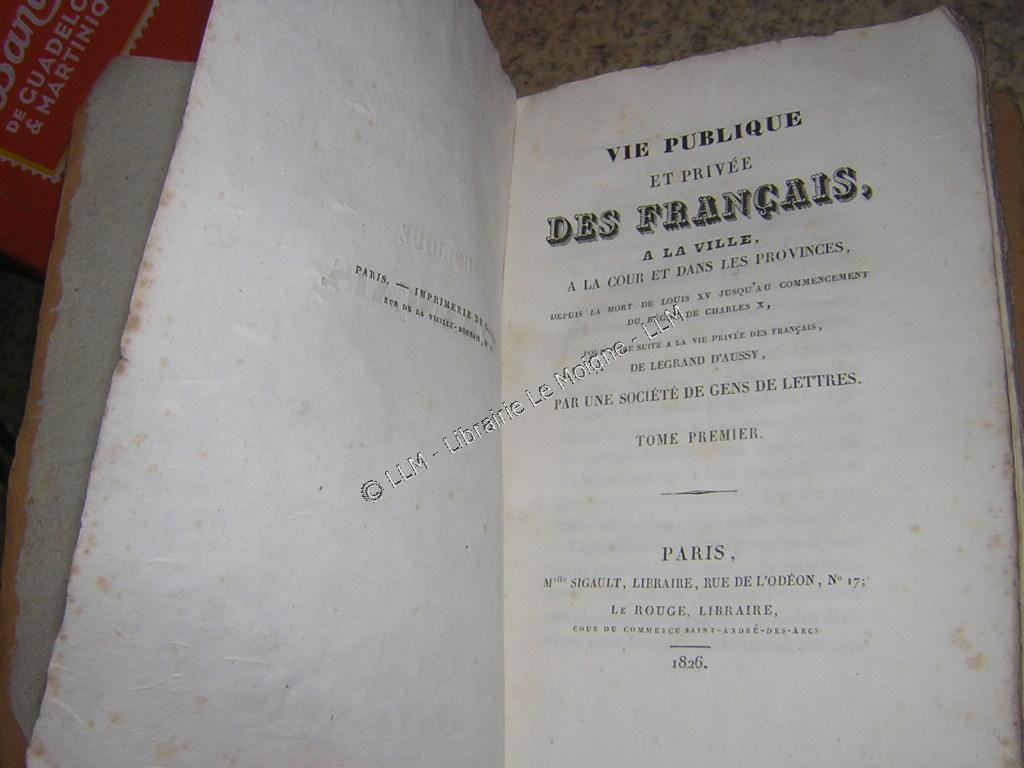 DE GUADELO
& MARTINIQ
PARIS. — IMPRIMERIE DE
RUE DE LA VIEILLE-
VIE PUBLIQUE
ET PRIVÉE
DES FRANÇAIS,
A LA VILLE,
A LA COUR ET DANS LES PROVINCES,
DEPUIS LA MORT DE LOUIS XV JUSQU'AU COMMENCEMENT
DU RÈGNE DE CHARLES X,
SUITE A LA VIE PRIVÉE DES FRANÇAIS,
DE LEGRAND D'AUSSY,
PAR UNE SOCIÉTÉ DE GENS DE LETTRES.
TOME PREMIER.
PARIS,
Melle SIGAULT, LIBRAIRE, RUE DE L'ODÉON, No 17;
LE ROUGE, LIBRAIRE,
COUR DU COMMERCE SAINT-ANDRÉ-DES-ARCS.
1826.
© LLM - Librairie Le Moigne - LLM